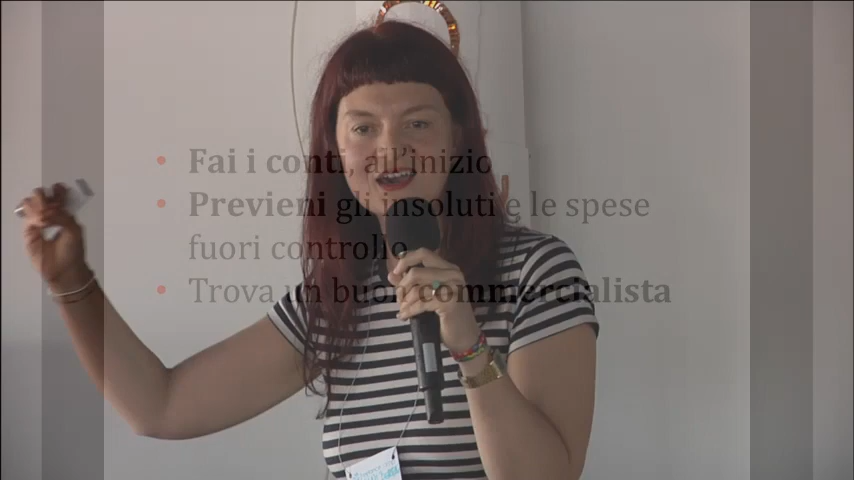 • Fai i conti, all'inizio
• Previeni gli insoluti e le spese
fuori controllo
• Trova un buon commercialista